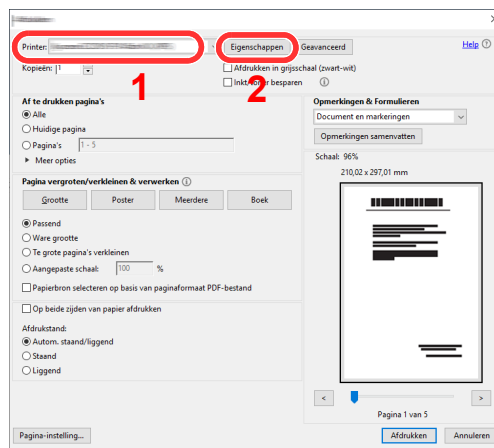 Printer:
Eigenschappen
Geavanceerd
Help
Kopieën: 1
Afdrukken in grijsschaal (zwart-wit)
1
2
Inkt/toner besparen
Af te drukken pagina's
Alle
Huidige pagina
Pagina's 1 - 5
Meer opties
Opmerkingen & Formulieren
Document en markeringen
Opmerkingen samenvatten
Pagina vergroten/verkleinen & verwerken
Grootte
Poster
Meerdere
Boek
Passend
Ware grootte
Te grote pagina's verkleinen
Aangepaste schaal: 100 %
Papierbron selecteren op basis van paginaformaat PDF-bestand
Op beide zijden van papier afdrukken
Afdrukstand:
Autom. staand/liggend
Staand
Liggend
Schaal: 96%
210,02 x 297,01 mm
<
>
Pagina 1 van 5
Pagina-instelling...
Afdrukken
Annuleren